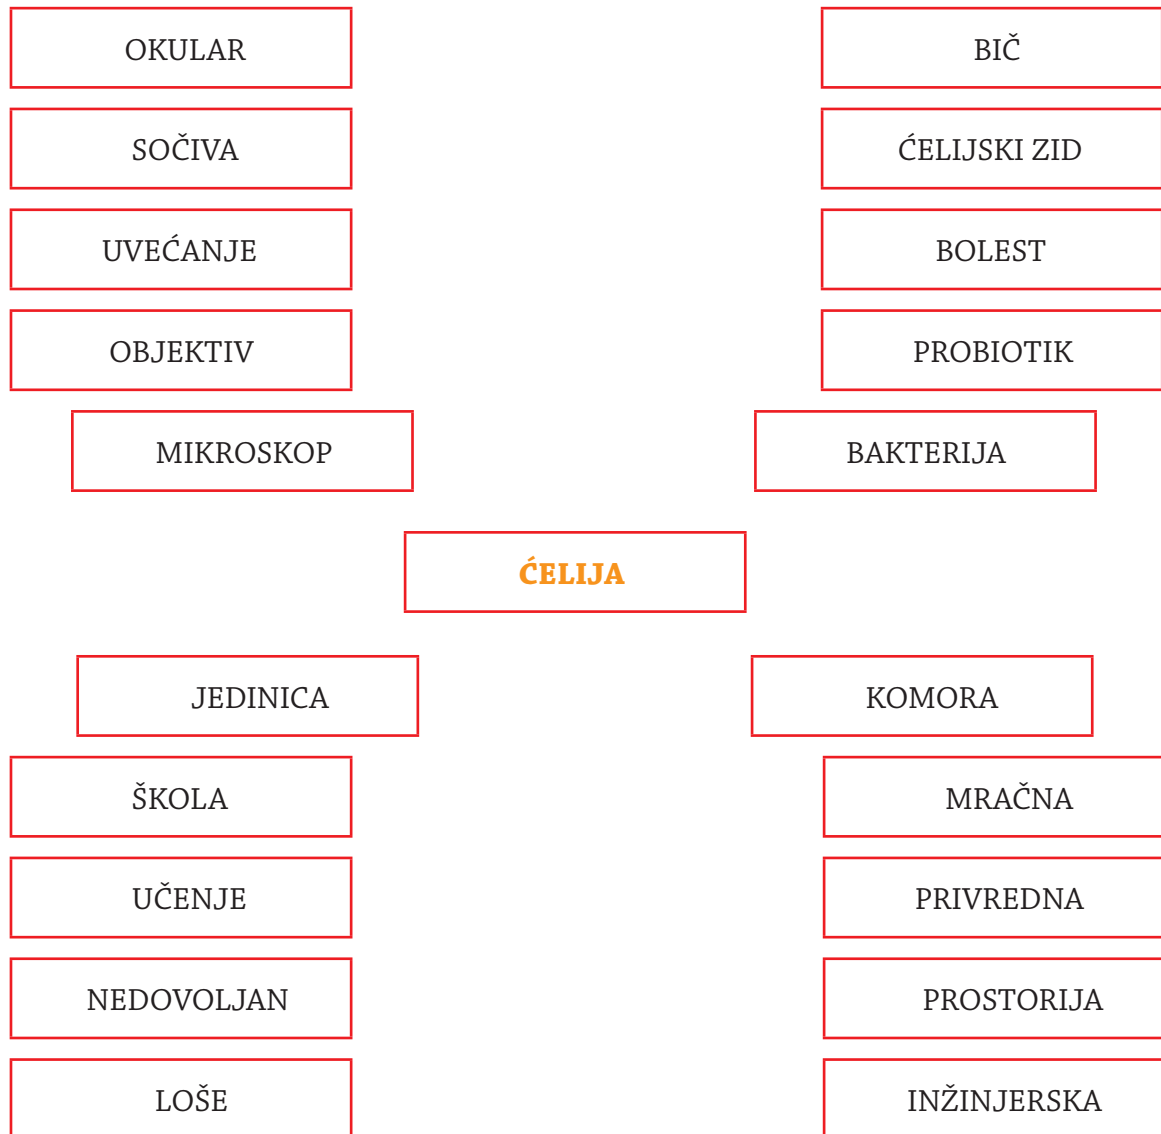 OKULAR
BIČ
SOČIVA
ĆELIJSKI ZID
UVEĆANJE
BOLEST
OBJEKTIV
PROBIOTIK
MIKROSKOP
BAKTERIJA
ĆELIJA
JEDINICA
KOMORA
ŠKOLA
MRAČNA
UČENJE
PRIVREDNA
NEDOVOLJAN
PROSTORIJA
LOŠE
INŽINJERSKA